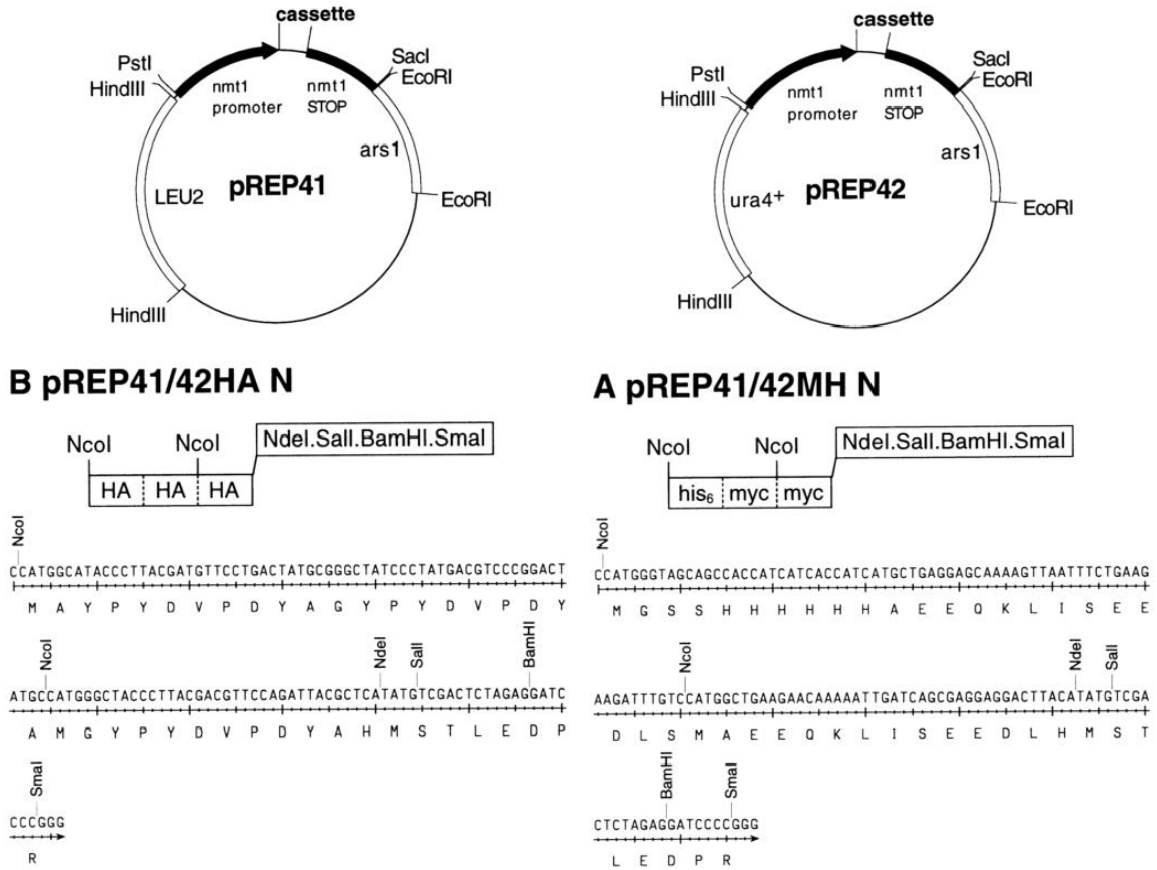 cassette
PstI
HindIII
nmt1
promoter
nmt1
STOP
SacI
EcoRI
ars1
LEU2
pREP41
EcoRI
HindIII
cassette
PstI
HindIII
nmt1
promoter
nmt1
STOP
SacI
EcoRI
ars1
ura4+
pREP42
EcoRI
HindIII
B pREP41/42HA N
NcoI NcoI NdeI.SalI.BamHI.SmaI
HA HA HA
NcoI
CCATGGCATACCCTTACGATGTTCCTGACTATGCGGGCTATCCCTATGACGTCCCGGACT
M A Y P Y D V P D Y A G Y P Y D V P D Y
NcoI NdeI SalI BamHI
ATGCCATGGGCTACCCTTACGACGTTCCAGATTACGCTCATATGTCGACTCTAGAGGATC
A M G Y P Y D V P D Y A H M S T L E D P
SmaI
CCCGGG
R
A pREP41/42MH N
NcoI NcoI NdeI.SalI.BamHI.SmaI
his6 myc myc
NcoI
CCATGGGTAGCAGCCACCATCATCACCATCATGCTGAGGAGCAAAAGTTAATTTCTGAAG
M G S S H H H H H H A E E Q K L I S E E
NcoI NdeI SalI
AAGATTTGTCCATGGCTGAAGAACAAAAATTGATCAGCGAGGAGGACTTACATATGTCGA
D L S M A E E Q K L I S E E D L H M S T
BamHI SmaI
CTCTAGAGGATCCCCGGG
L E D P R